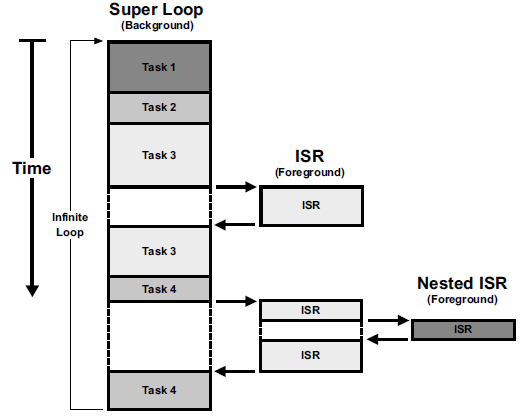 Super Loop
(Background)
Task 1
Task 2
Task 3
Time
ISR
(Foreground)
ISR
Infinite
Loop
Task 3
Task 4
Nested ISR
(Foreground)
ISR
ISR
ISR
Task 4